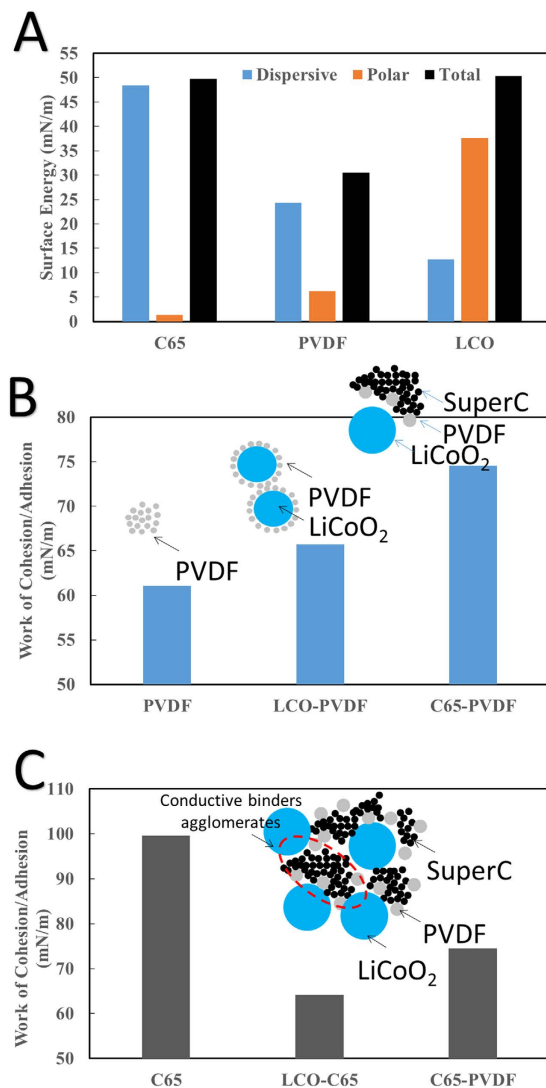 A
55
50
45
40
35
30
25
20
15
10
5
0
Surface Energy (mN/m)
Dispersive Polar Total
C65 PVDF LCO
B
80
75
70
65
60
55
50
Work of Cohesion/Adhesion
(mN/m)
SuperC
PVDF
LiCoO₂
PVDF
LiCoO₂
PVDF
PVDF LCO-PVDF C65-PVDF
C
110
100
90
80
70
60
50
Work of Cohesion/Adhesion
(mN/m)
Conductive binders
agglomerates
SuperC
PVDF
LiCoO₂
C65 LCO-C65 C65-PVDF